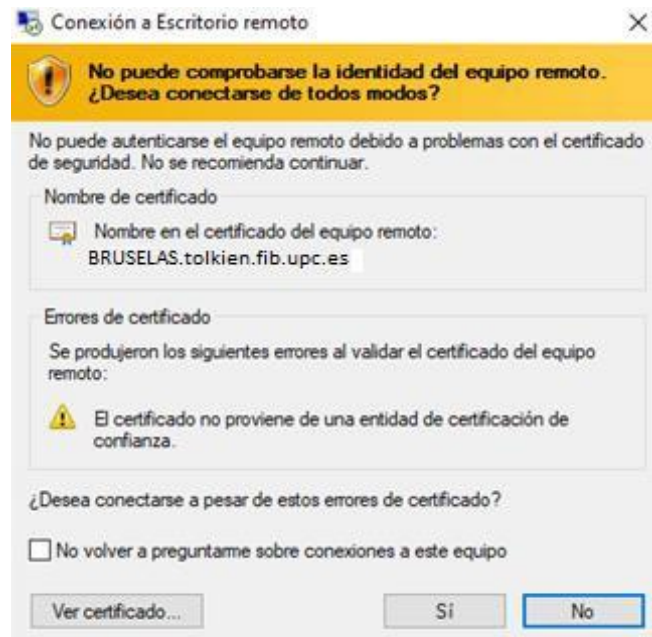 Conexión a Escritorio remoto
No puede comprobarse la identidad del equipo remoto.
¿Desea conectarse de todos modos?
No puede autenticarse el equipo remoto debido a problemas con el certificado
de seguridad. No se recomienda continuar.
Nombre de certificado
Nombre en el certificado del equipo remoto:
BRUSELAS.tolkien.fib.upc.es
Errores de certificado
Se produjeron los siguientes errores al validar el certificado del equipo
remoto:
El certificado no proviene de una entidad de certificación de
confianza.
¿Desea conectarse a pesar de estos errores de certificado?
No volver a preguntarme sobre conexiones a este equipo
Ver certificado... Sí No